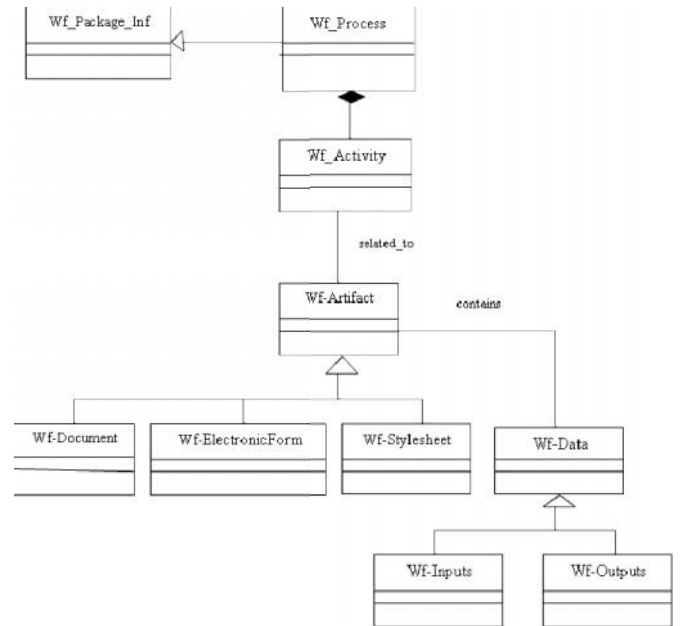 Wf_Package_Inf
Wf_Process
Wf_Activity
related_to
Wf-Artifact
contains
Wf-Document
Wf-ElectronicForm
Wf-Stylesheet
Wf-Data
Wf-Inputs
Wf-Outputs